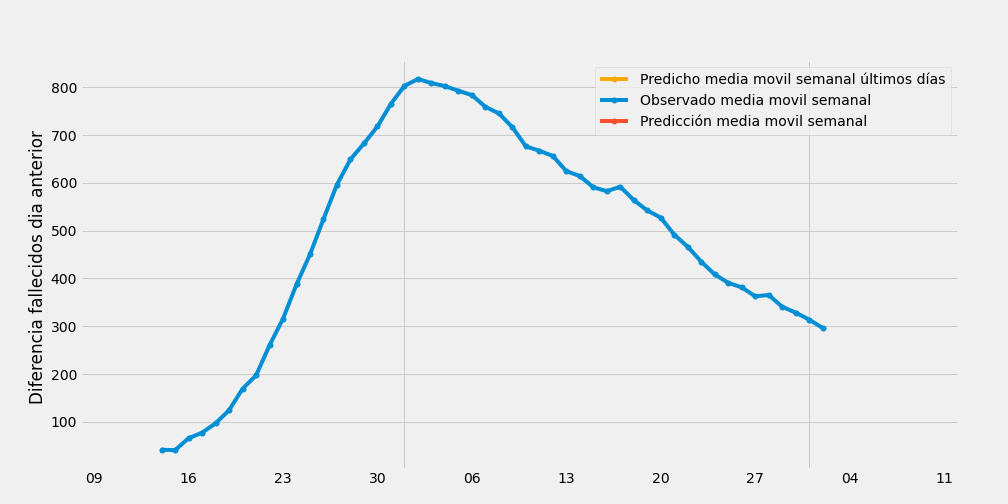 Predicho media movil semanal últimos días
Observado media movil semanal
Predicción media movil semanal
Diferencia fallecidos dia anterior
800
700
600
500
400
300
200
100
09 16 23 30 06 13 20 27 04 11